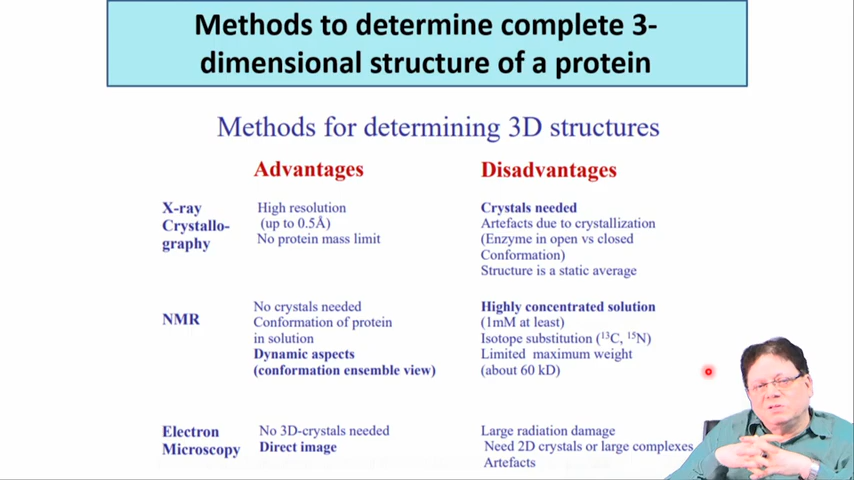 Methods to determine complete 3-
dimensional structure of a protein
Methods for determining 3D structures
Advantages
Disadvantages
X-ray
Crystallo-
graphy
High resolution
(up to 0.5Å)
No protein mass limit
Crystals needed
Artefacts due to crystallization
(Enzyme in open vs closed
Conformation)
Structure is a static average
NMR
No crystals needed
Conformation of protein
in solution
Dynamic aspects
(conformation ensemble view)
Highly concentrated solution
(1mM at least)
Isotope substitution (¹³C, ¹⁵N)
Limited maximum weight
(about 60 kD)
Electron
Microscopy
No 3D-crystals needed
Direct image
Large radiation damage
Need 2D crystals or large complexes
Artefacts